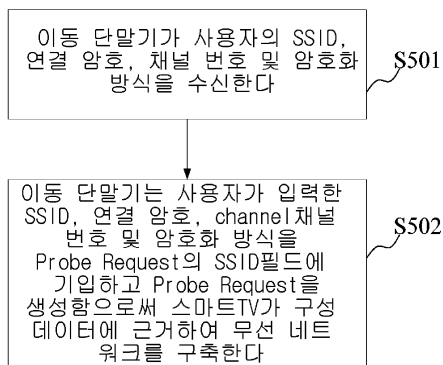 이동 단말기가 사용자의 SSID,
연결 암호, 채널 번호 및 암호화
방식을 수신한다
S501
이동 단말기는 사용자가 입력한
SSID, 연결 암호, channel채널
번호 및 암호화 방식을
Probe Request의 SSID필드에
기입하고 Probe Request을
생성함으로써 스마트TV가 구성
데이터에 근거하여 무선 네트
워크를 구축한다
S502